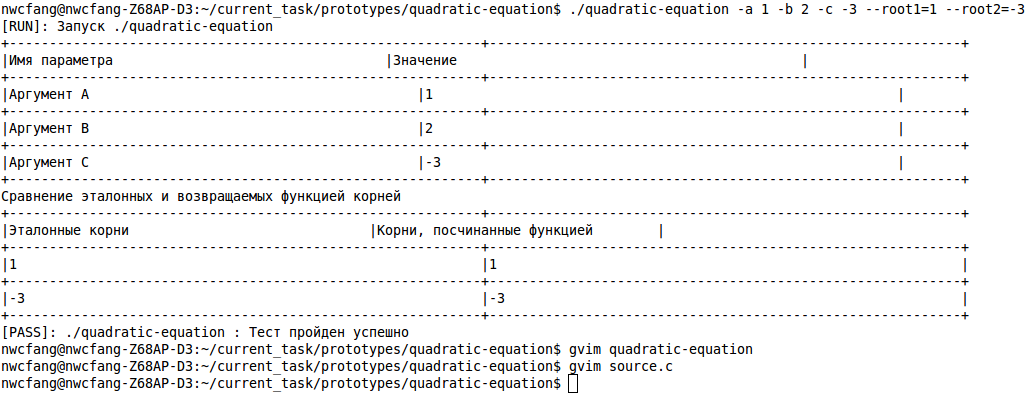 nwcfang@nwcfang-Z68AP-D3:~/current_task/prototypes/quadratic-equation$ ./quadratic-equation -a 1 -b 2 -c -3 --root1=1 --root2=-3
[RUN]: Запуск ./quadratic-equation
+-----------------------------------------------------------+-----------------------------------------------------------+
|Имя параметра                                  |Значение                                           |
+-----------------------------------------------------------+-----------------------------------------------------------+
|Аргумент A                                         |1                                                          |
+-----------------------------------------------------------+-----------------------------------------------------------+
|Аргумент B                                         |2                                                          |
+-----------------------------------------------------------+-----------------------------------------------------------+
|Аргумент C                                         |-3                                                         |
+-----------------------------------------------------------+-----------------------------------------------------------+
Сравнение эталонных и возвращаемых функцией корней
+-----------------------------------------------------------+-----------------------------------------------------------+
|Эталонные корни                              |Корни, посчинанные функцией        |
+-----------------------------------------------------------+-----------------------------------------------------------+
|1                                                          |1                                                          |
+-----------------------------------------------------------+-----------------------------------------------------------+
|-3                                                         |-3                                                         |
+-----------------------------------------------------------+-----------------------------------------------------------+
[PASS]: ./quadratic-equation : Тест пройден успешно
nwcfang@nwcfang-Z68AP-D3:~/current_task/prototypes/quadratic-equation$ gvim quadratic-equation
nwcfang@nwcfang-Z68AP-D3:~/current_task/prototypes/quadratic-equation$ gvim source.c
nwcfang@nwcfang-Z68AP-D3:~/current_task/prototypes/quadratic-equation$